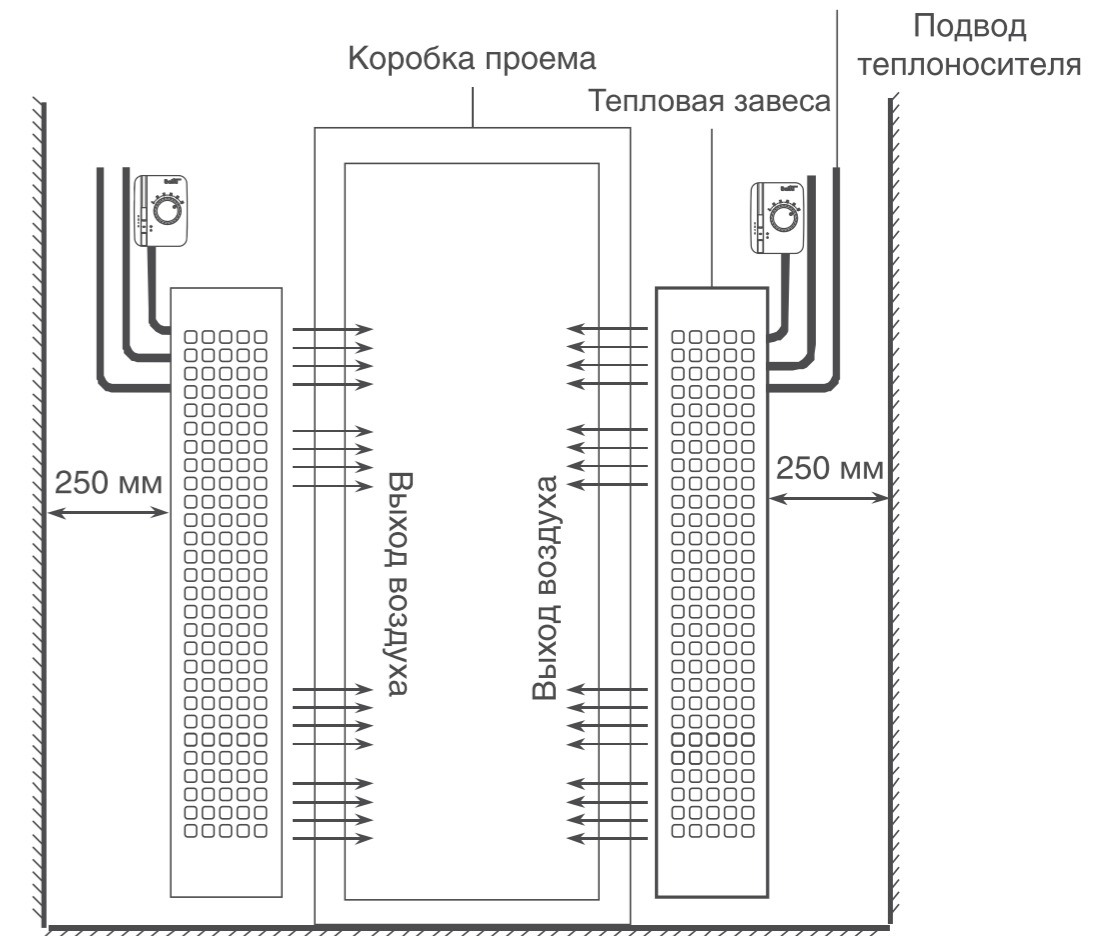 Подвод
теплоносителя
Коробка проема
Тепловая завеса
250 мм
250 мм
Выход воздуха
Выход воздуха